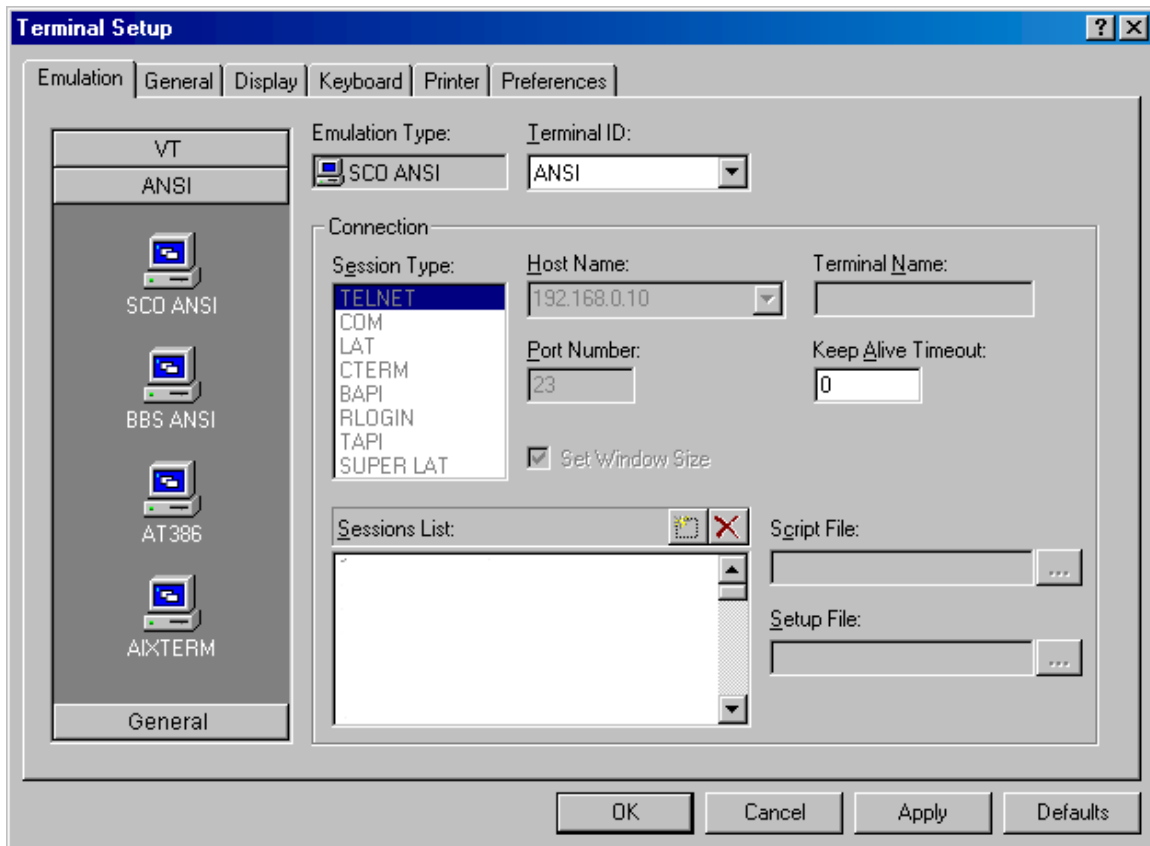 Terminal Setup
Emulation General Display Keyboard Printer Preferences
VT
ANSI
SCO ANSI
BBS ANSI
AT386
AIXTERM
General
Emulation Type:
SCO ANSI
Terminal ID:
ANSI
Connection
Session Type:
TELNET
COM
LAT
CTERM
BAPI
RLOGIN
TAPI
SUPER LAT
Host Name:
192.168.0.10
Terminal Name:
Port Number:
23
Keep Alive Timeout:
0
Set Window Size
Sessions List:
Script File:
...
Setup File:
...
OK Cancel Apply Defaults